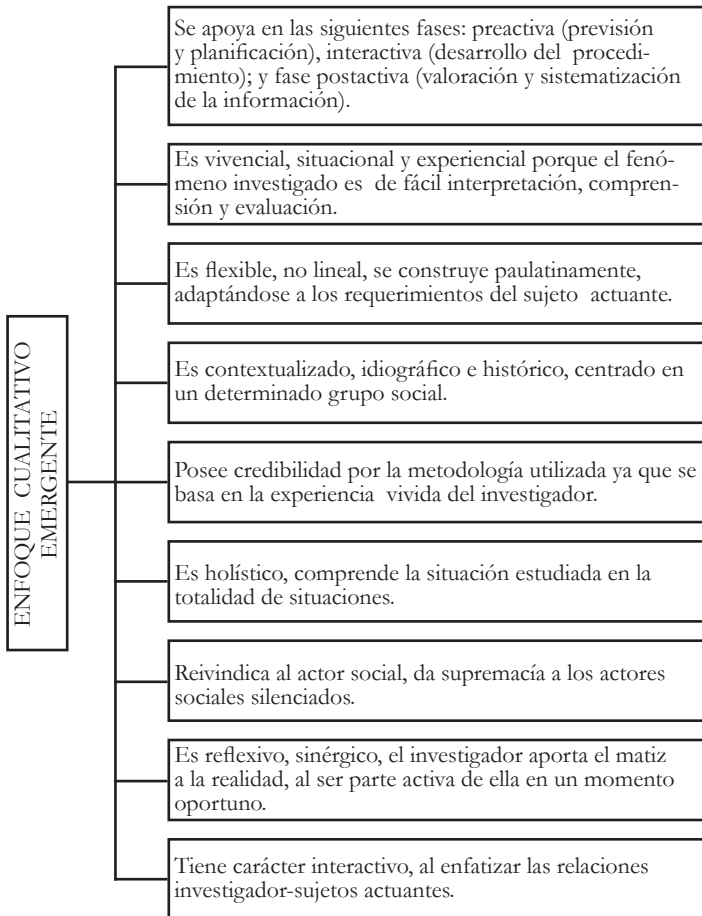 Se apoya en las siguientes fases: preactiva (previsión
y planificación), interactiva (desarrollo del procedi-
miento); y fase postactiva (valoración y sistematización
de la información).
Es vivencial, situacional y experiencial porque el fenó-
meno investigado es de fácil interpretación, compren-
sión y evaluación.
Es flexible, no lineal, se construye paulatinamente,
adaptándose a los requerimientos del sujeto actuante.
ENFOQUE CUALITATIVO
EMERGENTE
Es contextualizado, idiográfico e histórico, centrado en
un determinado grupo social.
Posee credibilidad por la metodología utilizada ya que se
basa en la experiencia vivida del investigador.
Es holístico, comprende la situación estudiada en la
totalidad de situaciones.
Reivindica al actor social, da supremacía a los actores
sociales silenciados.
Es reflexivo, sinérgico, el investigador aporta el matiz
a la realidad, al ser parte activa de ella en un momento
oportuno.
Tiene carácter interactivo, al enfatizar las relaciones
investigador-sujetos actuantes.